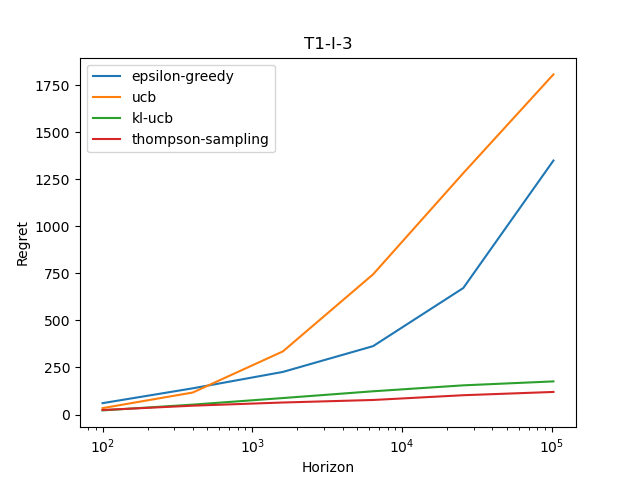 T1-I-3
epsilon-greedy
ucb
kl-ucb
thompson-sampling
1750
1500
1250
1000
750
500
250
0
Regret
10² 10³ 10⁴ 10⁵
Horizon